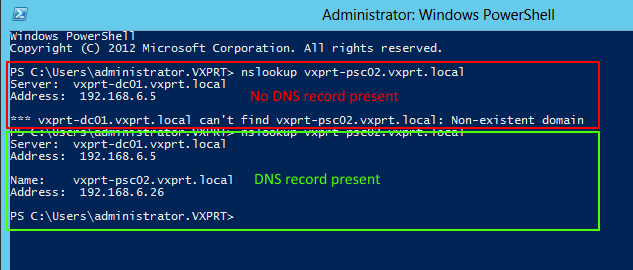 Administrator: Windows PowerShell
Windows PowerShell
Copyright (C) 2012 Microsoft Corporation. All rights reserved.
PS C:\Users\administrator.VXPRT> nslookup vxprt-psc02.vxprt.local
Server: vxprt-dc01.vxprt.local
Address: 192.168.6.5
No DNS record present
*** vxprt-dc01.vxprt.local can't find vxprt-psc02.vxprt.local: Non-existent domain
PS C:\Users\administrator.VXPRT> nslookup vxprt-psc02.vxprt.local
Server: vxprt-dc01.vxprt.local
Address: 192.168.6.5
Name: vxprt-psc02.vxprt.local
DNS record present
Address: 192.168.6.26
PS C:\Users\administrator.VXPRT>